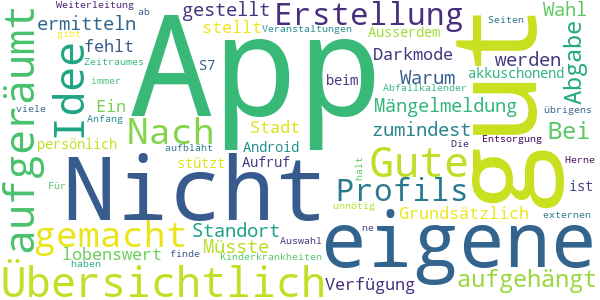 Weiterleitung ab
gestellt Erstellung
ermitteln stellt Veranstaltungen Ausserdem Seiten Wahl
aufgeräumt Idee fehlt S7 App beim Darkmode werden gut Abgabe
Zeitraumes Warum akkuschonend
gibt immer Abfallkalender
viele Ein Nach Stadt Mängelmeldung Bei
Anfang Android zumindest übrigens
persönlich stützt Aufruf Die Entsorgung
aufbläht Nicht halt Gute Herne
Für Profils ist
unnötig Grundsätzlich externen
gemacht Standort eigene ne
lobenswert Müsste Auswahl
haben finde Kinderkrankheiten
Übersichtlich Verfügung aufgehängt